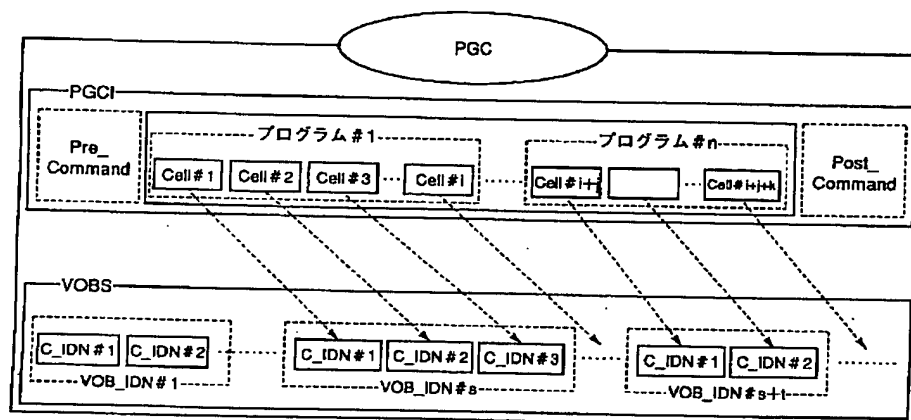 PGC
PGCI
Pre_
Command
プログラム#1
Cell#1 Cell#2 Cell#3 Cell#i
プログラム#n
Cell#i+j Cell#i+j+k
Post_
Command
VOBS
C_IDN#1 C_IDN#2
VOB_IDN#1
C_IDN#1 C_IDN#2 C_IDN#3
VOB_IDN#s
C_IDN#1 C_IDN#2
VOB_IDN#s+t